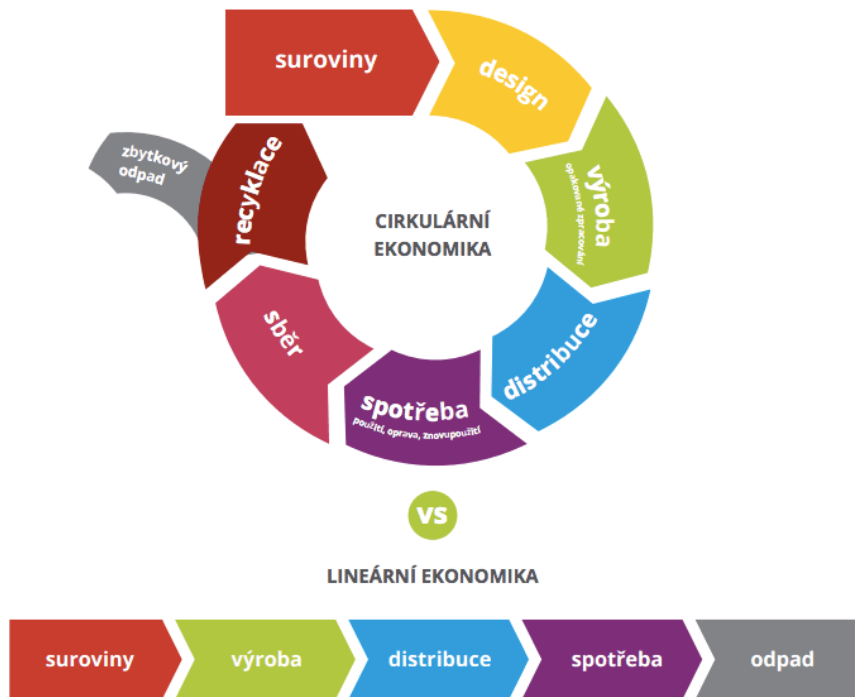 suroviny
design
výroba
opakované zpracování
distribuce
spotřeba
použití, oprava, znovupoužití
sběr
recyklace
zbytkový
odpad
CIRKULÁRNÍ
EKONOMIKA
vs
LINEÁRNÍ EKONOMIKA
suroviny
výroba
distribuce
spotřeba
odpad